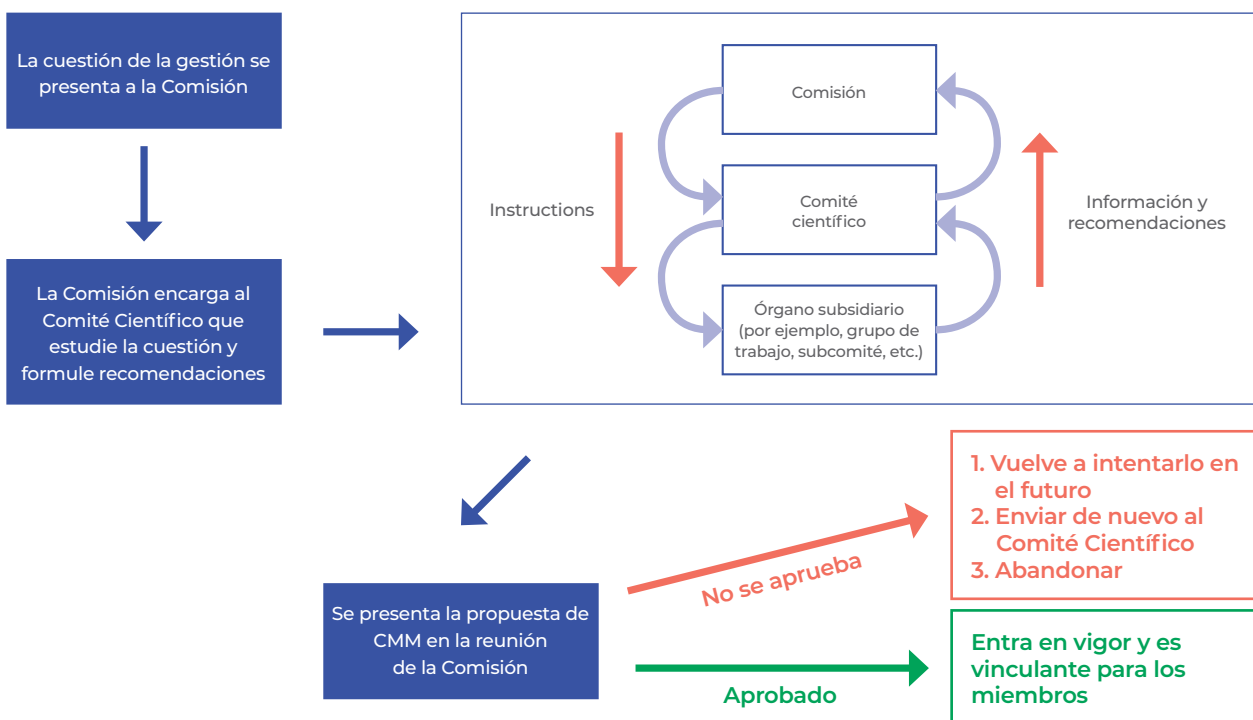 La cuestión de la gestión se
presenta a la Comisión
La Comisión encarga al
Comité Científico que
estudie la cuestión y
formule recomendaciones
Comisión
Instructions
Comité
científico
Información y
recomendaciones
Órgano subsidiario
(por ejemplo, grupo de
trabajo, subcomité, etc.)
Se presenta la propuesta de
CMM en la reunión
de la Comisión
No se aprueba
1. Vuelve a intentarlo en
el futuro
2. Enviar de nuevo al
Comité Científico
3. Abandonar
Aprobado
Entra en vigor y es
vinculante para los
miembros